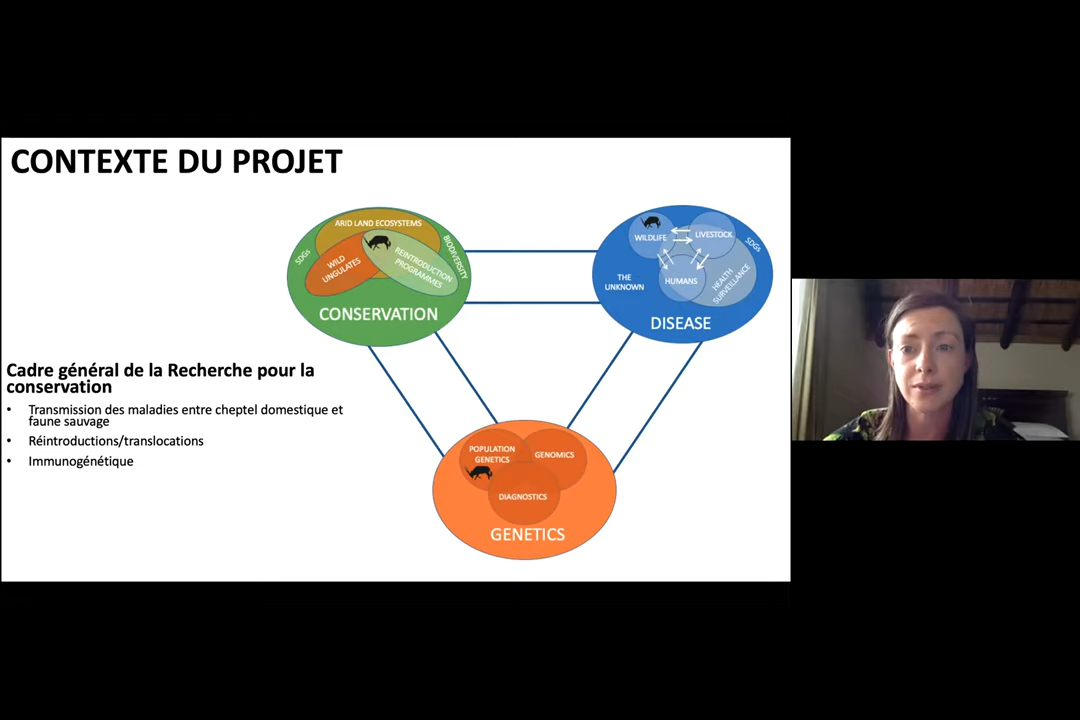 CONTEXTE DU PROJET
ARID LAND ECOSYSTEMS
SDGs
BIODIVERSITY
WILD
UNGULATES
REINTRODUCTION
PROGRAMMES
CONSERVATION
WILDLIFE
LIVESTOCK
SDGs
THE
UNKNOWN
HUMANS
HEALTH
SURVEILLANCE
DISEASE
Cadre général de la Recherche pour la
conservation
• Transmission des maladies entre cheptel domestique et
faune sauvage
• Réintroductions/translocations
• Immunogénétique
POPULATION
GENETICS
GENOMICS
DIAGNOSTICS
GENETICS